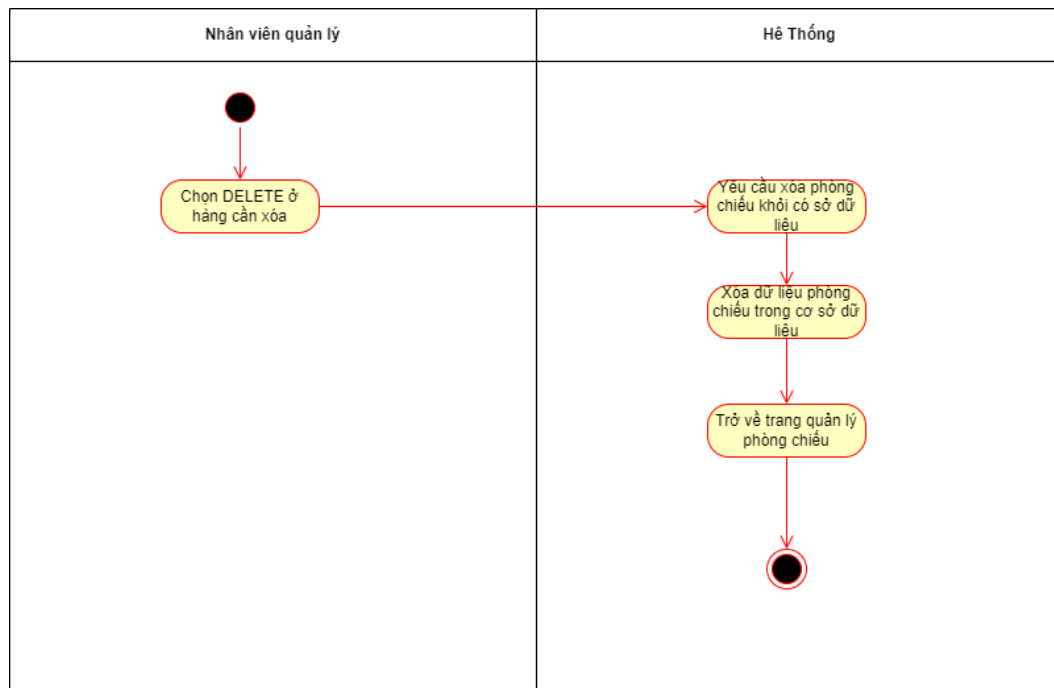 Nhân viên quản lý
Hê Thống
Chọn DELETE ở
hàng cần xóa
Yêu cầu xóa phòng
chiếu khỏi có sở dữ
liệu
Xóa dữ liệu phòng
chiếu trong cơ sở dữ
liệu
Trở về trang quản lý
phòng chiếu